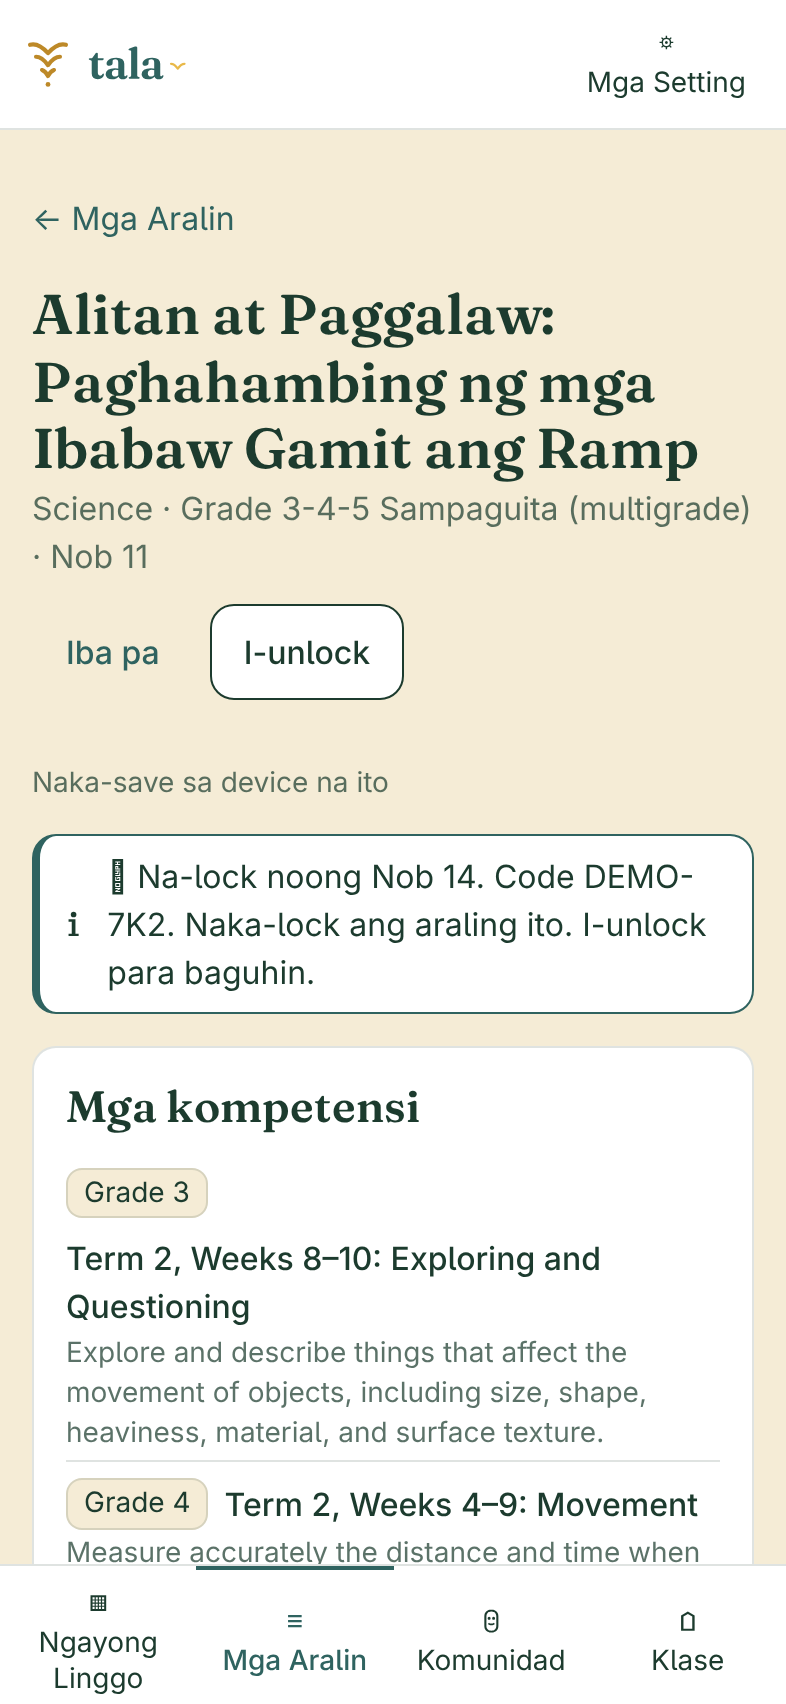 tala
Mga Setting
← Mga Aralin
Alitan at Paggalaw:
Paghahambing ng mga
Ibabaw Gamit ang Ramp
Science · Grade 3-4-5 Sampaguita (multigrade)
· Nob 11
Iba pa
I-unlock
Naka-save sa device na ito
Na-lock noong Nob 14. Code DEMO-
i 7K2. Naka-lock ang araling ito. I-unlock
para baguhin.
Mga kompetensi
Grade 3
Term 2, Weeks 8–10: Exploring and
Questioning
Explore and describe things that affect the
movement of objects, including size, shape,
heaviness, material, and surface texture.
Grade 4 Term 2, Weeks 4–9: Movement
Measure accurately the distance and time when
Ngayong
Linggo
Mga Aralin
Komunidad
Klase